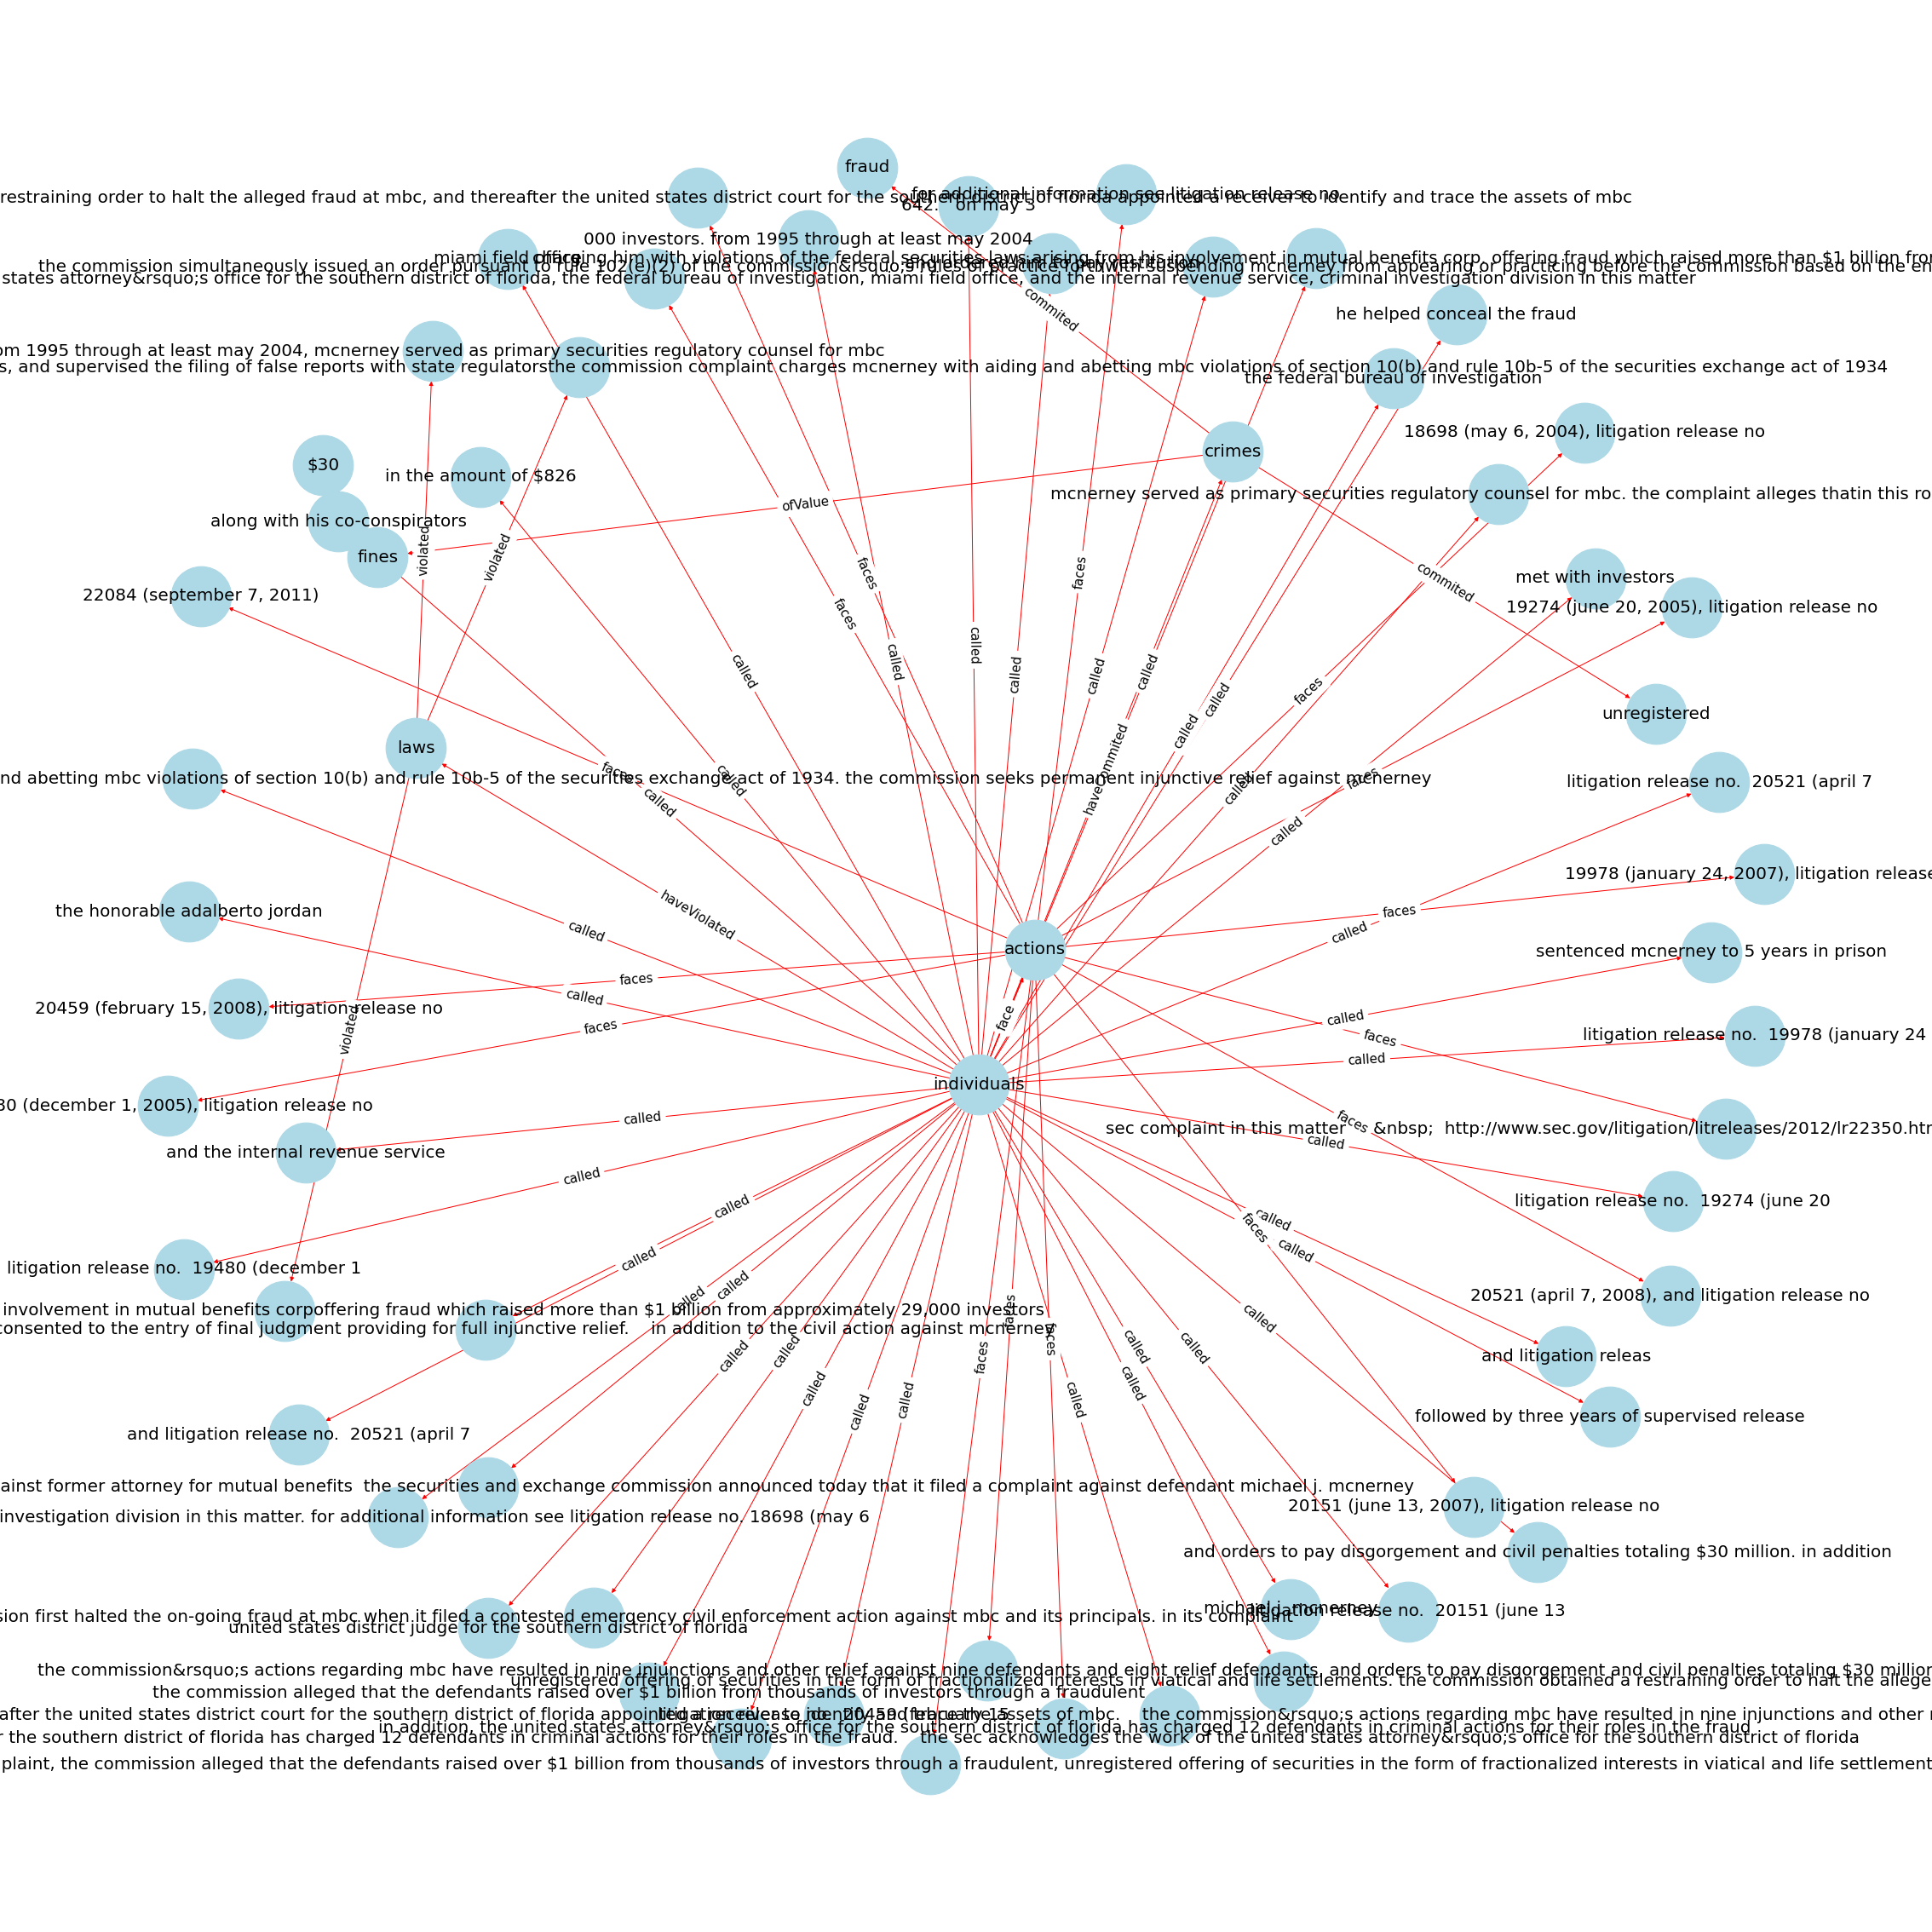 fraud
for additional information see litigation release no
restraining order to halt the alleged fraud at mbc, and thereafter the united states district court for the southern district of florida appointed a receiver to identify and trace the assets of mbc
642. on may 3
000 investors. from 1995 through at least may 2004
miami field office
charging him with violations of the federal securities laws arising from his involvement in mutual benefits corp. offering fraud which raised more than $1 billion from
and ordered him to pay restitution
the commission simultaneously issued an order pursuant to rule 102(e)(2) of the commission&rsquo;s rules of practice forthwith suspending mcnerney from appearing or practicing before the commission based on the en
states attorney&rsquo;s office for the southern district of florida, the federal bureau of investigation, miami field office, and the internal revenue service, criminal investigation division in this matter
commited
he helped conceal the fraud
om 1995 through at least may 2004, mcnerney served as primary securities regulatory counsel for mbc
s, and supervised the filing of false reports with state regulatorsthe commission complaint charges mcnerney with aiding and abetting mbc violations of section 10(b) and rule 10b-5 of the securities exchange act of 1934
the federal bureau of investigation
18698 (may 6, 2004), litigation release no
crimes
$30
in the amount of $826
mcnerney served as primary securities regulatory counsel for mbc. the complaint alleges thatin this ro
ofValue
along with his co-conspirators
fines
violated
violated
faces
faces
faces
commited
met with investors
22084 (september 7, 2011)
19274 (june 20, 2005), litigation release no
called
called
called
called
called
called
called
called
faces
unregistered
laws
haveCommited
faces
called
called
called
called
faces
nd abetting mbc violations of section 10(b) and rule 10b-5 of the securities exchange act of 1934. the commission seeks permanent injunctive relief against mcnerney
litigation release no.  20521 (april 7
called
19978 (january 24, 2007), litigation release
the honorable adalberto jordan
haveViolated
called
called
faces
actions
sentenced mcnerney to 5 years in prison
faces
called
20459 (february 15, 2008), litigation release no
violated
faces
face
called
faces
litigation release no.  19978 (january 24
called
individuals
30 (december 1, 2005), litigation release no
called
faces
sec complaint in this matter    &nbsp;  http://www.sec.gov/litigation/litreleases/2012/lr22350.htm
called
and the internal revenue service
called
called
called
faces
litigation release no.  19274 (june 20
called
called
litigation release no.  19480 (december 1
20521 (april 7, 2008), and litigation release no
involvement in mutual benefits corpoffering fraud which raised more than $1 billion from approximately 29,000 investors
consented to the entry of final judgment providing for full injunctive relief.    in addition to the civil action against mcnerney
called
called
called
faces
faces
faces
called
called
called
called
called
and litigation releas
called
called
called
called
called
followed by three years of supervised release
and litigation release no.  20521 (april 7
ainst former attorney for mutual benefits  the securities and exchange commission announced today that it filed a complaint against defendant michael j. mcnerney
20151 (june 13, 2007), litigation release no
investigation division in this matter. for additional information see litigation release no. 18698 (may 6
and orders to pay disgorgement and civil penalties totaling $30 million. in addition
michael j. mcnerney
litigation release no.  20151 (june 13
sion first halted the on-going fraud at mbc when it filed a contested emergency civil enforcement action against mbc and its principals. in its complaint
united states district judge for the southern district of florida
the commission&rsquo;s actions regarding mbc have resulted in nine injunctions and other relief against nine defendants and eight relief defendants, and orders to pay disgorgement and civil penalties totaling $30 million
unregistered offering of securities in the form of fractionalized interests in viatical and life settlements. the commission obtained a restraining order to halt the allege
the commission alleged that the defendants raised over $1 billion from thousands of investors through a fraudulent
after the united states district court for the southern district of florida appointed a receiver to identify and trace the assets of mbc.    the commission&rsquo;s actions regarding mbc have resulted in nine injunctions and other r
litigation release no.  20459 (february 15
in addition, the united states attorney&rsquo;s office for the southern district of florida has charged 12 defendants in criminal actions for their roles in the fraud
r the southern district of florida has charged 12 defendants in criminal actions for their roles in the fraud.    the sec acknowledges the work of the united states attorney&rsquo;s office for the southern district of florida
plaint, the commission alleged that the defendants raised over $1 billion from thousands of investors through a fraudulent, unregistered offering of securities in the form of fractionalized interests in viatical and life settlement